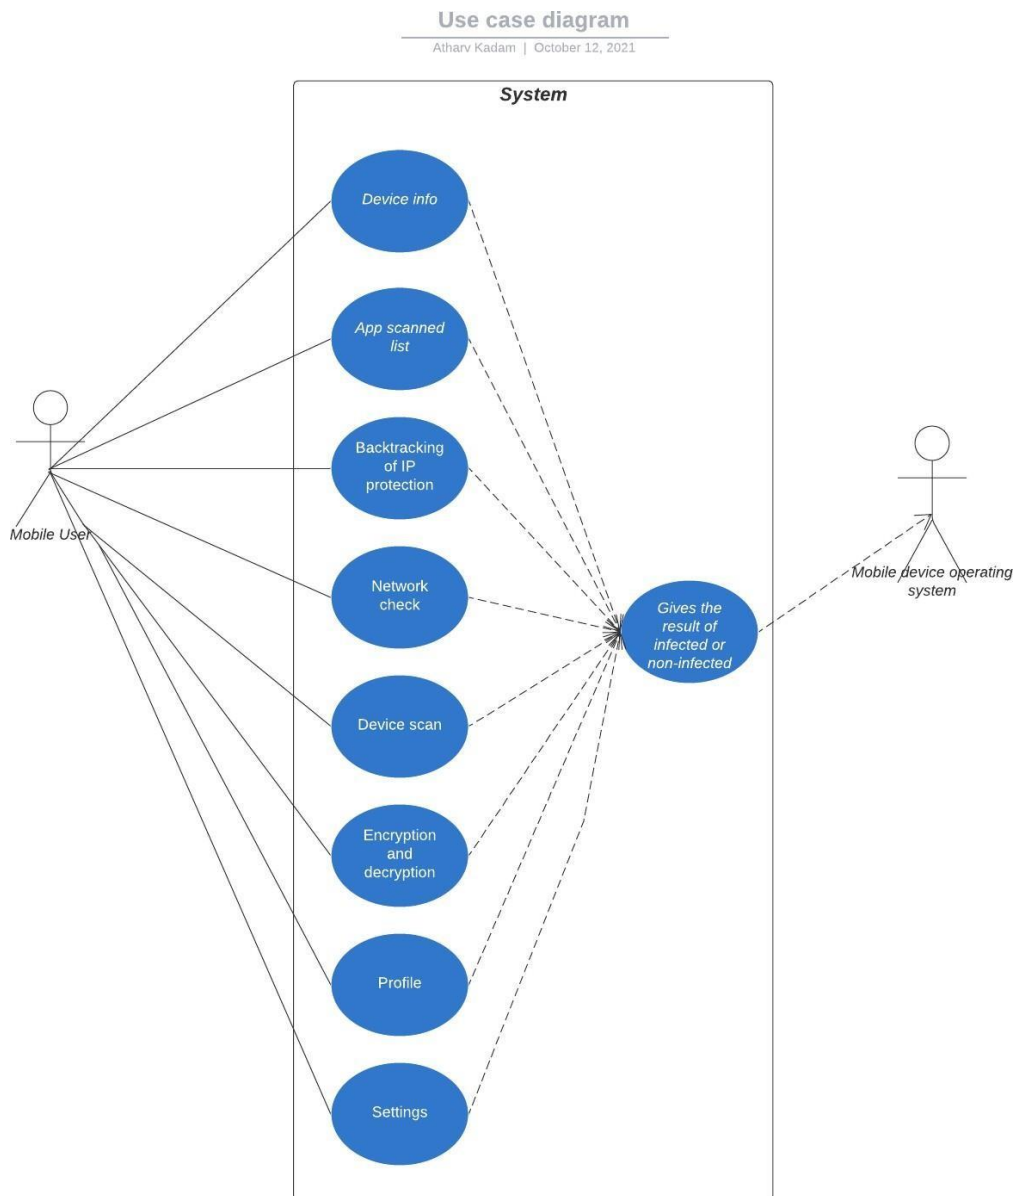 Use case diagram
Atharv Kadam | October 12, 2021
System
Device info
App scanned
list
Backtracking
of IP
protection
Mobile User
Network
check
Mobile device operating
system
Gives the
result of
infected or
non-infected
Device scan
Encryption
and
decryption
Profile
Settings